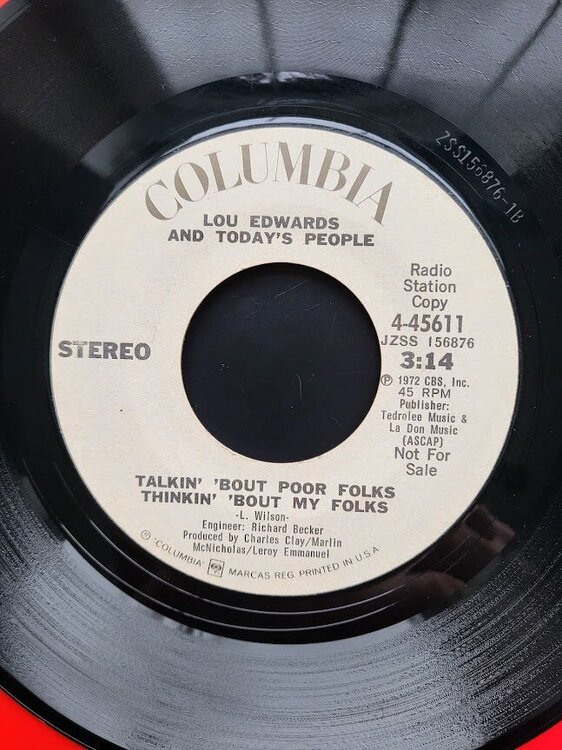 ZSS156876-1B
COLUMBIA
LOU EDWARDS
AND TODAY'S PEOPLE
STEREO
Radio
Station
Copy
4-45611
JZSS 156876
3:14
Ⓟ 1972 CBS, Inc.
45 RPM
Publisher:
Tedrolee Music &
La Don Music
(ASCAP)
Not For
Sale
TALKIN' 'BOUT POOR FOLKS
THINKIN' 'BOUT MY FOLKS
-L. Wilson-
Engineer: Richard Becker
Produced by Charles Clay/Marlin
McNicholas/Leroy Emmanuel
® "COLUMBIA" MARCAS REG. PRINTED IN U.S.A.